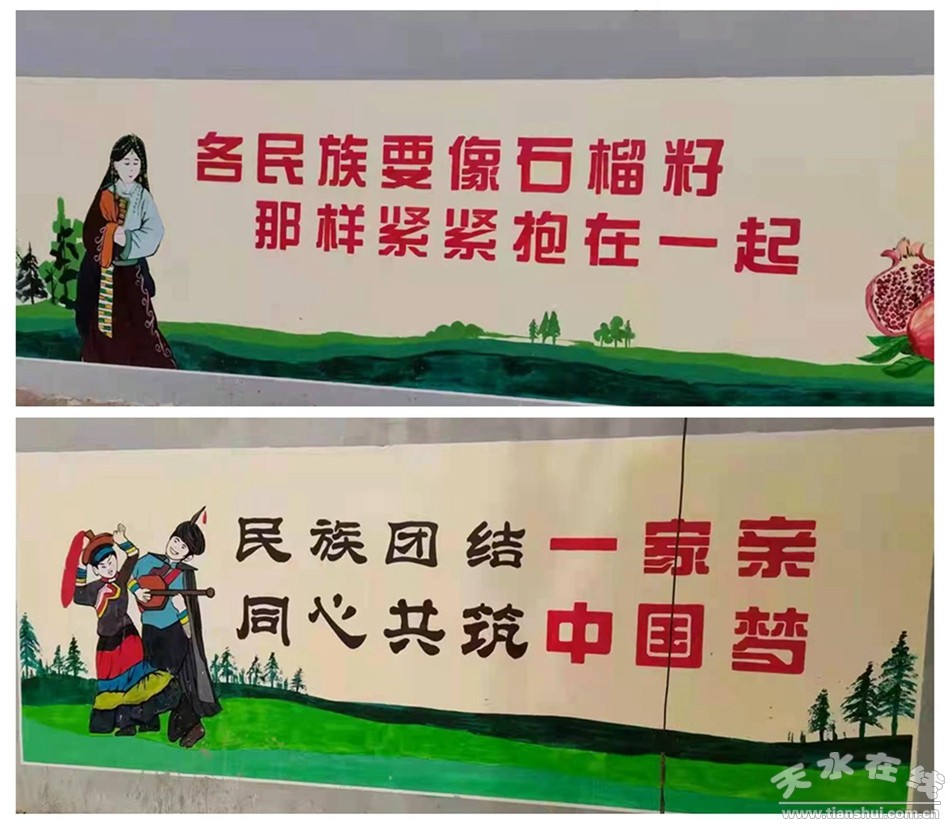 各民族要像石榴籽
那样紧紧抱在一起
民族团结一家亲
同心共筑中国梦
天水在线
www.tianshui.com.cn